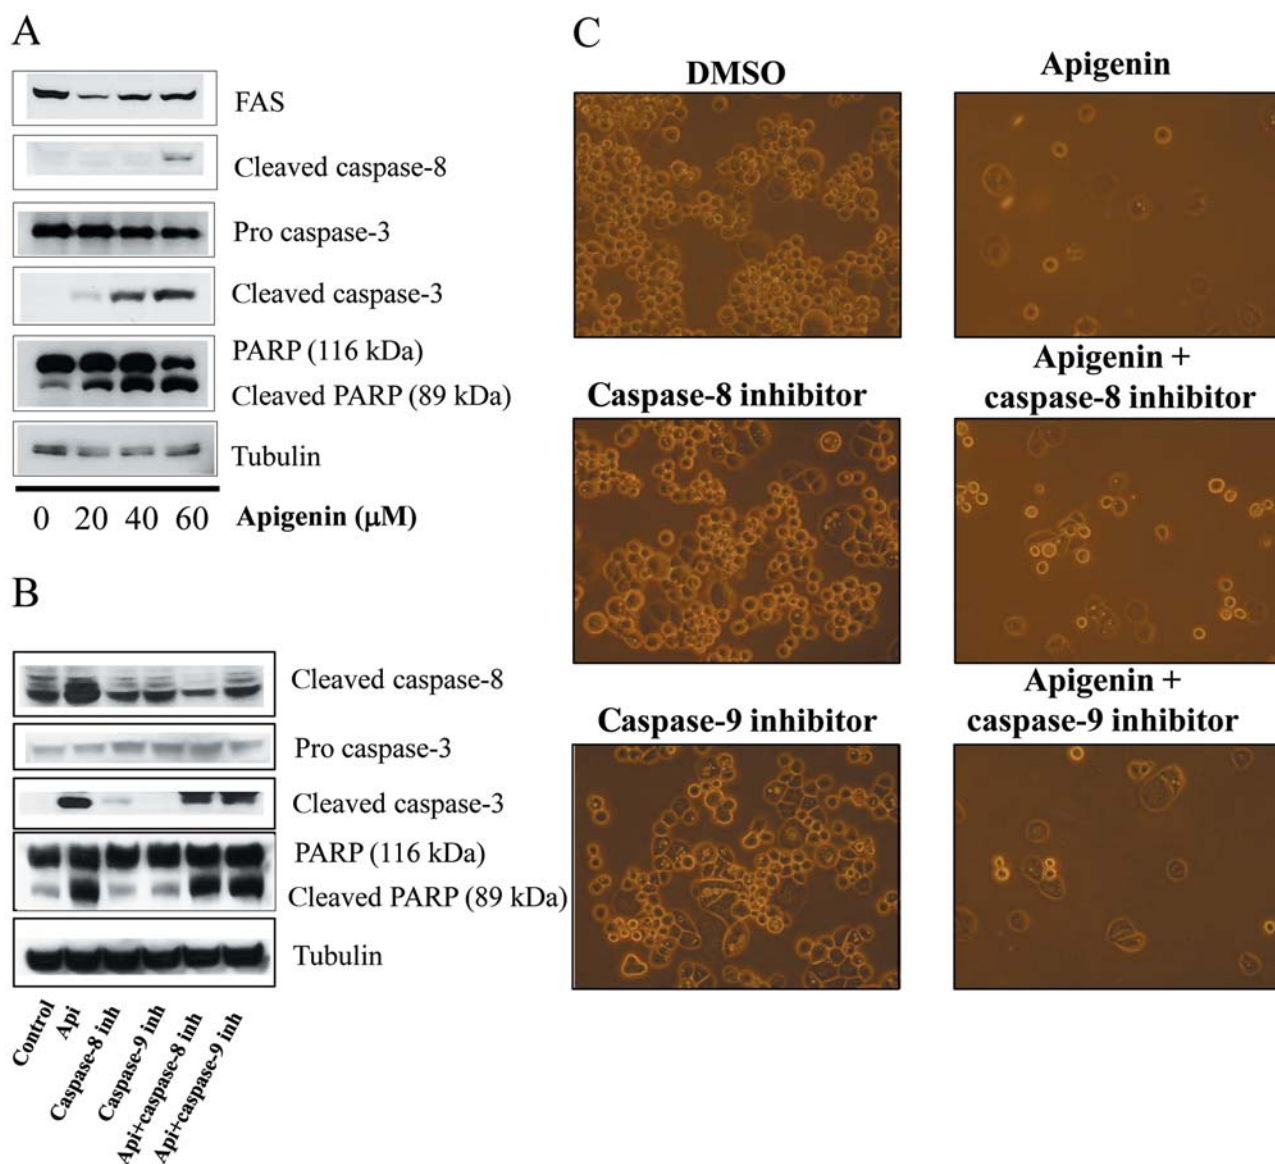 A
FAS
Cleaved caspase-8
Pro caspase-3
Cleaved caspase-3
PARP (116 kDa)
Cleaved PARP (89 kDa)
Tubulin
0 20 40 60 Apigenin (μM)
B
Cleaved caspase-8
Pro caspase-3
Cleaved caspase-3
PARP (116 kDa)
Cleaved PARP (89 kDa)
Tubulin
Control
Api
Caspase-8 inh
Caspase-9 inh
Api+caspase-8 inh
Api+caspase-9 inh
C
DMSO
Apigenin
Caspase-8 inhibitor
Apigenin +
caspase-8 inhibitor
Caspase-9 inhibitor
Apigenin +
caspase-9 inhibitor